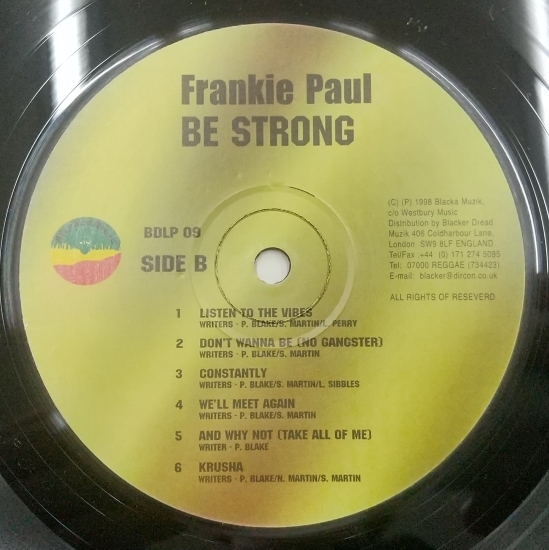 Frankie Paul
BE STRONG
(C) (P) 1998 Blacka Muzik,
c/o Westbury Music
Distribution by Blacker Dread
Muzik 406 Coldharbour Lane,
London. SW9 8LF ENGLAND
Tel/Fax .+44 (0) 171 274 5095
Tel: 07000 REGGAE (734423)
E-mail: blacker@dircon.co.uk
ALL RIGHTS OF RESEVERD
BDLP 09
SIDE B
1 LISTEN TO THE VIBES
WRITERS - P. BLAKE/S. MARTIN/L. PERRY
2 DON'T WANNA BE (NO GANGSTER)
WRITERS - P. BLAKE/S. MARTIN
3 CONSTANTLY
WRITERS - P. BLAKE/S. MARTIN/L. SIBBLES
4 WE'LL MEET AGAIN
WRITERS - P. BLAKE/S. MARTIN
5 AND WHY NOT (TAKE ALL OF ME)
WRITER - P. BLAKE
6 KRUSHA
WRITERS - P. BLAKE/N. MARTIN/S. MARTIN